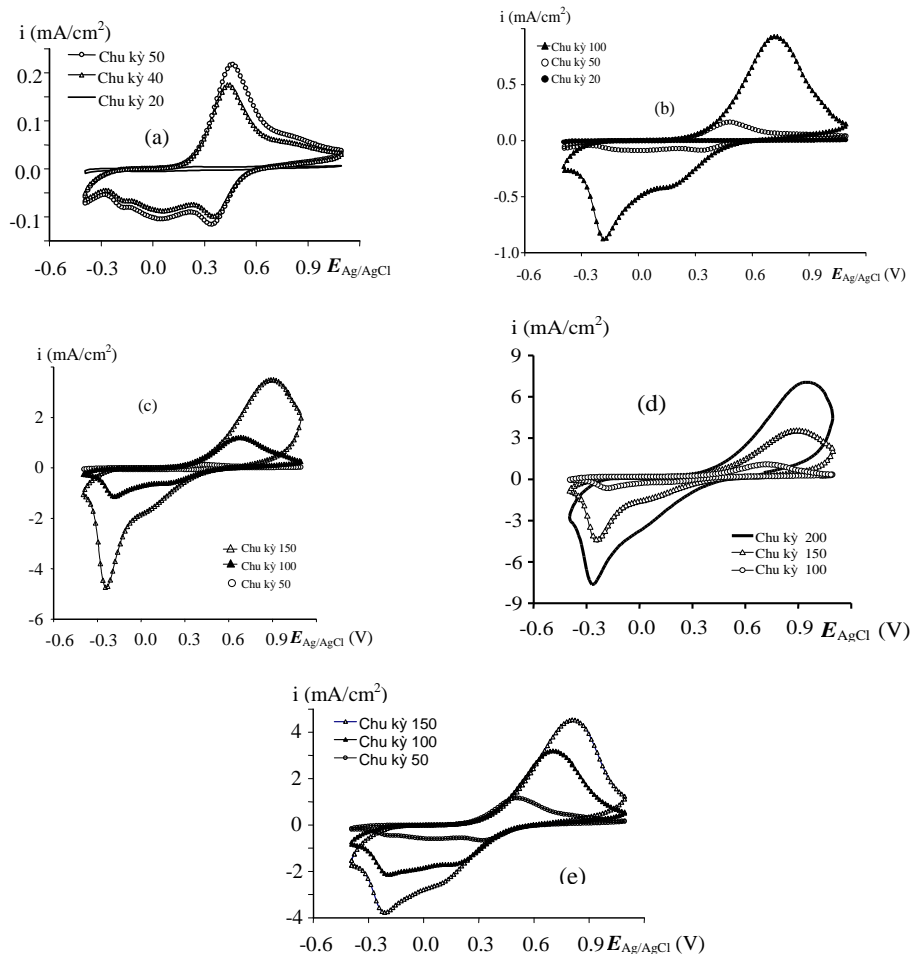 i (mA/cm²)
Chu kỳ 50
Chu kỳ 40
Chu kỳ 20
(a)
0.2
0.1
0.0
-0.1
-0.6 -0.3 0.0 0.3 0.6 0.9 E Ag/AgCl
i (mA/cm²)
Chu kỳ 100
Chu kỳ 50
Chu kỳ 20
(b)
0.5
0.0
-0.5
-1.0
-0.6 -0.3 0.0 0.3 0.6 0.9 E Ag/AgCl (V)
i (mA/cm²)
(c)
2
0
-2
-4
-6
Chu kỳ 150
Chu kỳ 100
Chu kỳ 50
-0.6 -0.3 0.0 0.3 0.6 0.9 E Ag/AgCl (V)
i (mA/cm²)
(d)
9
6
3
0
-3
-6
-9
Chu kỳ 200
Chu kỳ 150
Chu kỳ 100
-0.6 -0.3 0.0 0.3 0.6 0.9 E AgCl (V)
i (mA/cm²)
Chu kỳ 150
Chu kỳ 100
Chu kỳ 50
4
2
0
-2
-4
(e)
-0.6 -0.3 0.0 0.3 0.6 0.9 E Ag/AgCl (V)